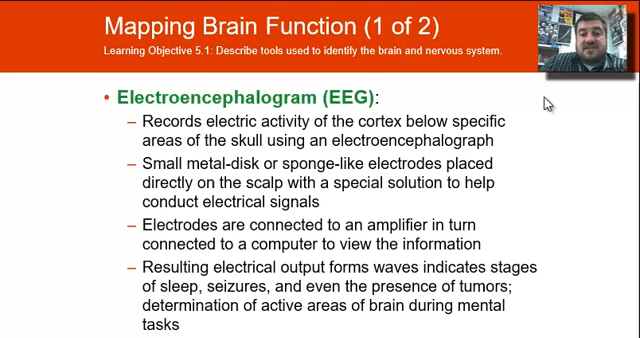 Mapping Brain Function (1 of 2)
Learning Objective 5.1: Describe tools used to identify the brain and nervous system.
• Electroencephalogram (EEG):
– Records electric activity of the cortex below specific
areas of the skull using an electroencephalograph
– Small metal-disk or sponge-like electrodes placed
directly on the scalp with a special solution to help
conduct electrical signals
– Electrodes are connected to an amplifier in turn
connected to a computer to view the information
– Resulting electrical output forms waves indicates stages
of sleep, seizures, and even the presence of tumors;
determination of active areas of brain during mental
tasks